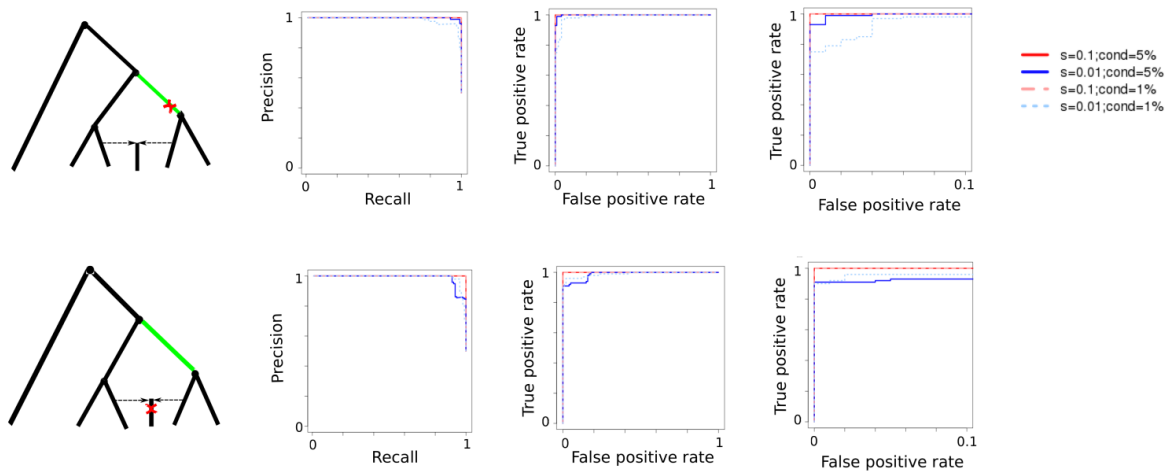 1
Precision
0
0
1
Recall
1
True positive rate
0
0
1
False positive rate
1
True positive rate
0
0
0.1
False positive rate
s=0.1;cond=5%
s=0.01;cond=5%
s=0.1;cond=1%
s=0.01;cond=1%
1
Precision
0
0
1
Recall
1
True positive rate
0
0
1
False positive rate
1
True positive rate
0
0
0.1
False positive rate